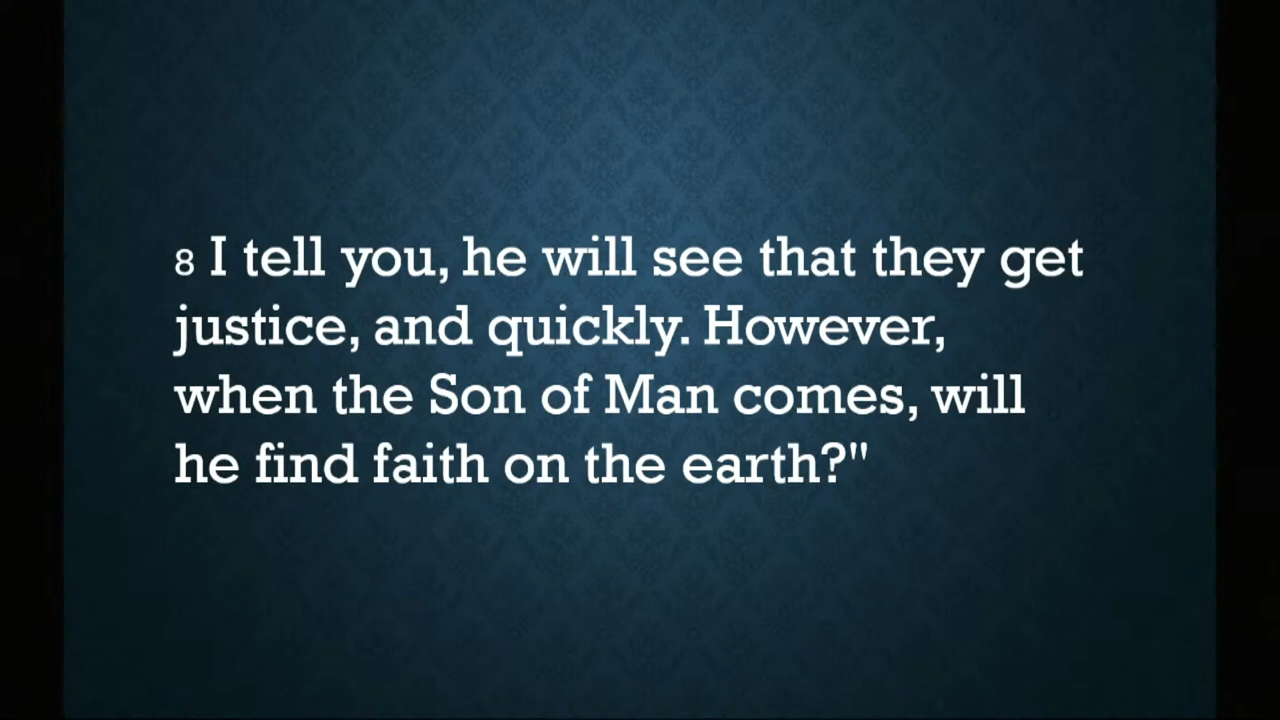 8 I tell you, he will see that they get
justice, and quickly. However,
when the Son of Man comes, will
he find faith on the earth?"